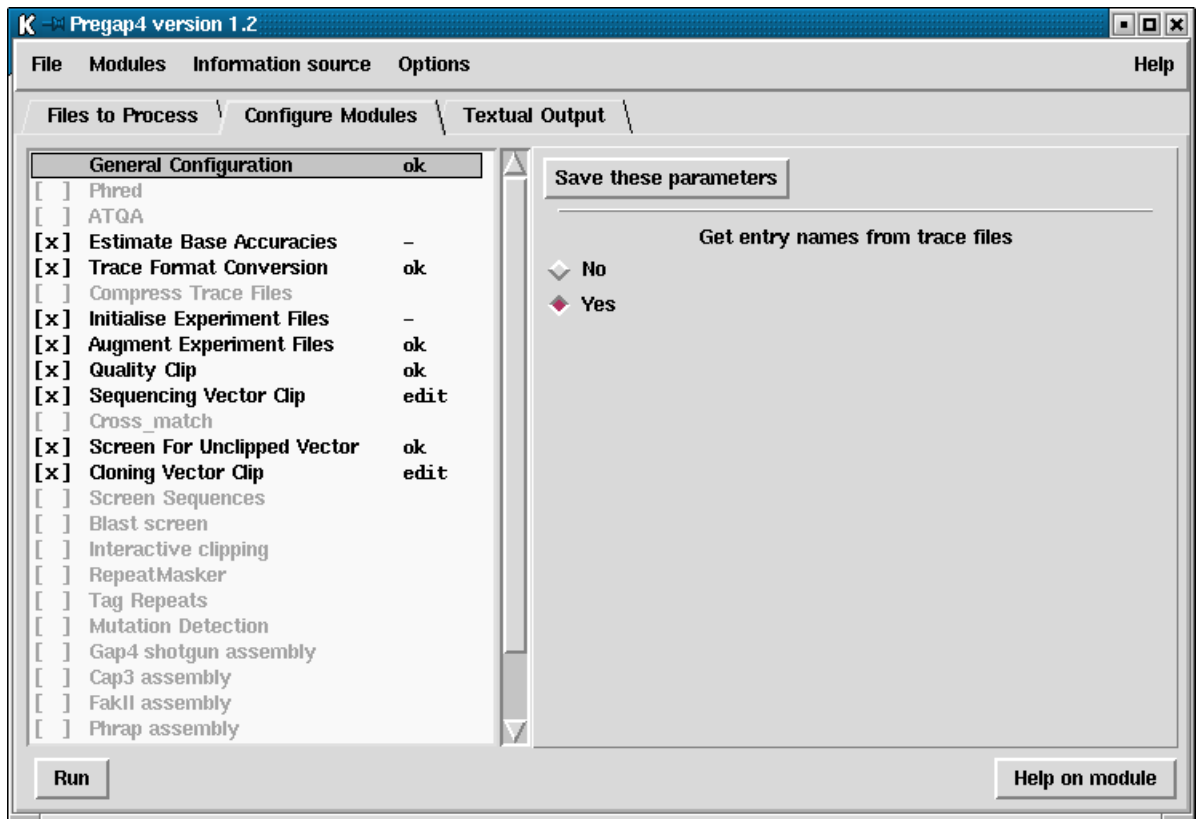 K Pregap4 version 1.2
File Modules Information source Options Help
Files to Process Configure Modules Textual Output
General Configuration ok
[ ] Phred
[ ] ATQA
[x] Estimate Base Accuracies –
[x] Trace Format Conversion ok
[ ] Compress Trace Files
[x] Initialise Experiment Files –
[x] Augment Experiment Files ok
[x] Quality Clip ok
[x] Sequencing Vector Clip edit
[ ] Cross_match
[x] Screen For Unclipped Vector ok
[x] Cloning Vector Clip edit
[ ] Screen Sequences
[ ] Blast screen
[ ] Interactive clipping
[ ] RepeatMasker
[ ] Tag Repeats
[ ] Mutation Detection
[ ] Gap4 shotgun assembly
[ ] Cap3 assembly
[ ] FakII assembly
[ ] Phrap assembly
Save these parameters
Get entry names from trace files
No
Yes
Run Help on module